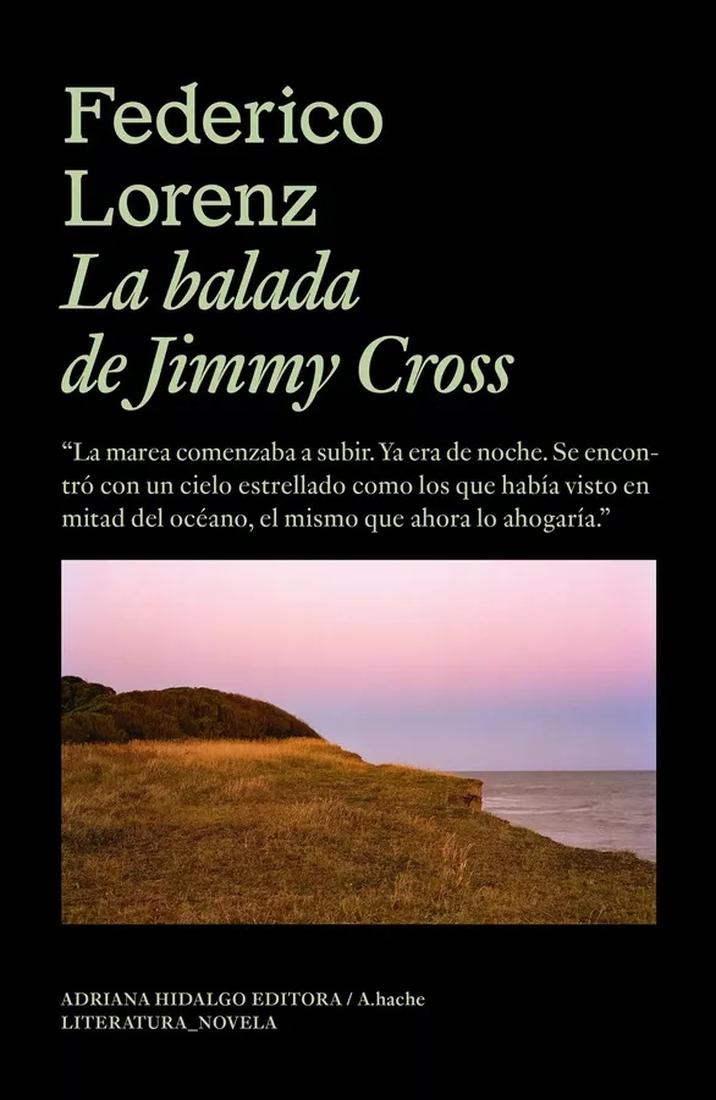 Federico
Lorenz
La balada
de Jimmy Cross
“La marea comenzaba a subir. Ya era de noche. Se encon-
tró con un cielo estrellado como los que había visto en
mitad del océano, el mismo que ahora lo ahogaría.”
ADRIANA HIDALGO EDITORA / A.hache
LITERATURA_NOVELA